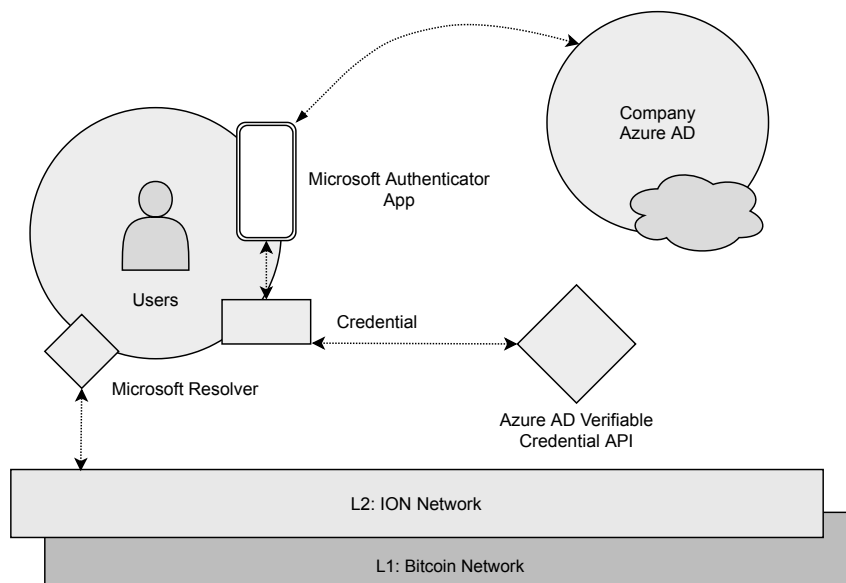 Company
Azure AD
Microsoft Authenticator
App
Users
Credential
Microsoft Resolver
Azure AD Verifiable
Credential API
L2: ION Network
L1: Bitcoin Network